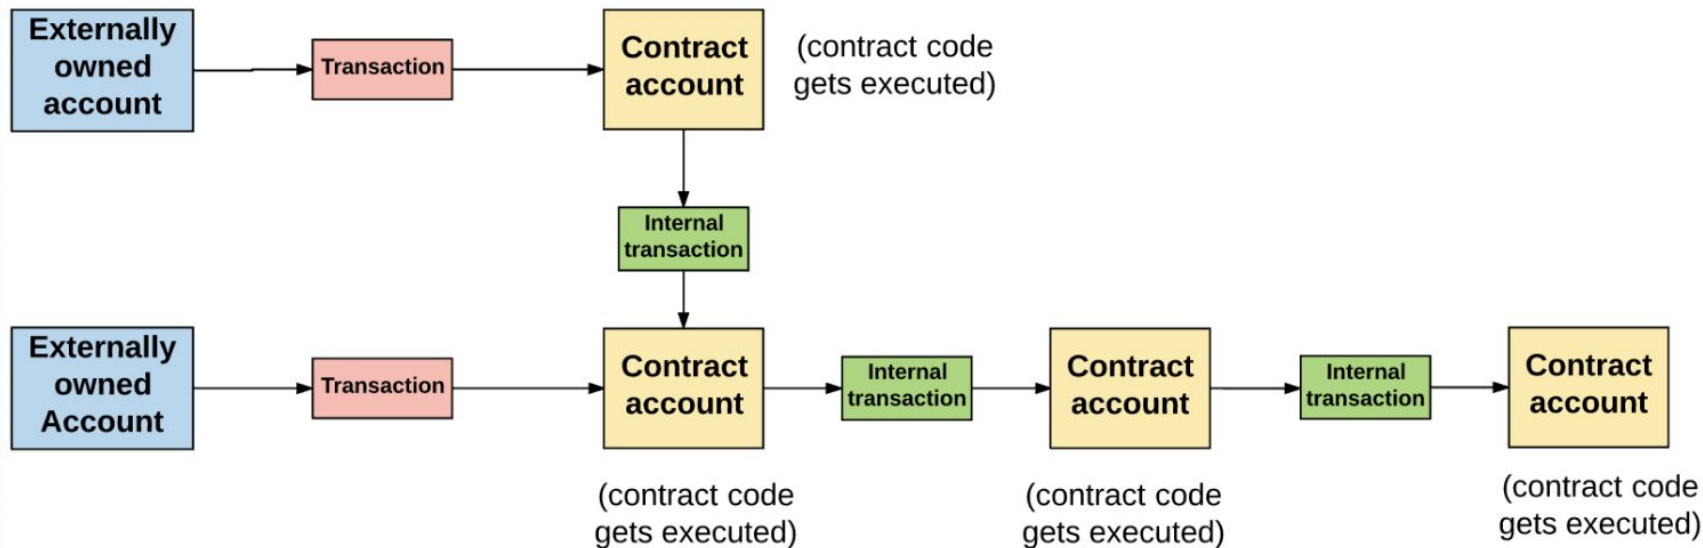 Externally
owned
account
Transaction
Contract
account
(contract code
gets executed)
Internal
transaction
Externally
owned
Account
Transaction
Contract
account
Internal
transaction
Contract
account
Internal
transaction
Contract
account
(contract code
gets executed)
(contract code
gets executed)
(contract code
gets executed)